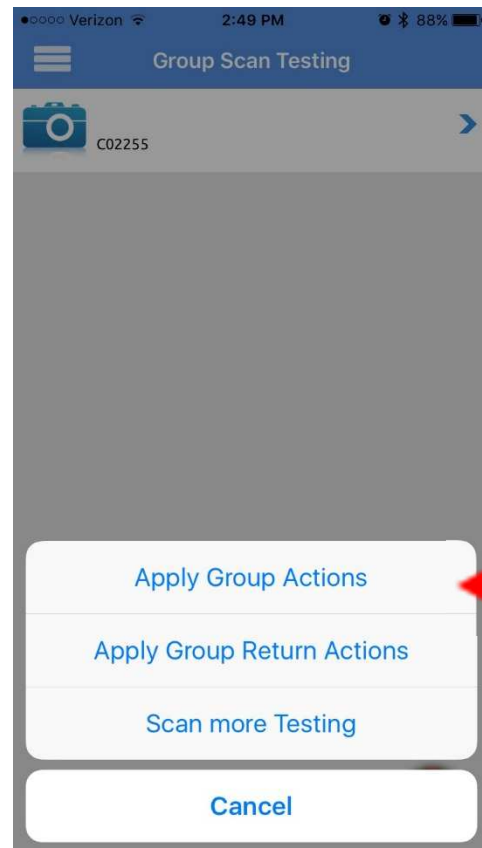 Verizon 2:49 PM 88%
Group Scan Testing
C02255
Apply Group Actions
Apply Group Return Actions
Scan more Testing
Cancel